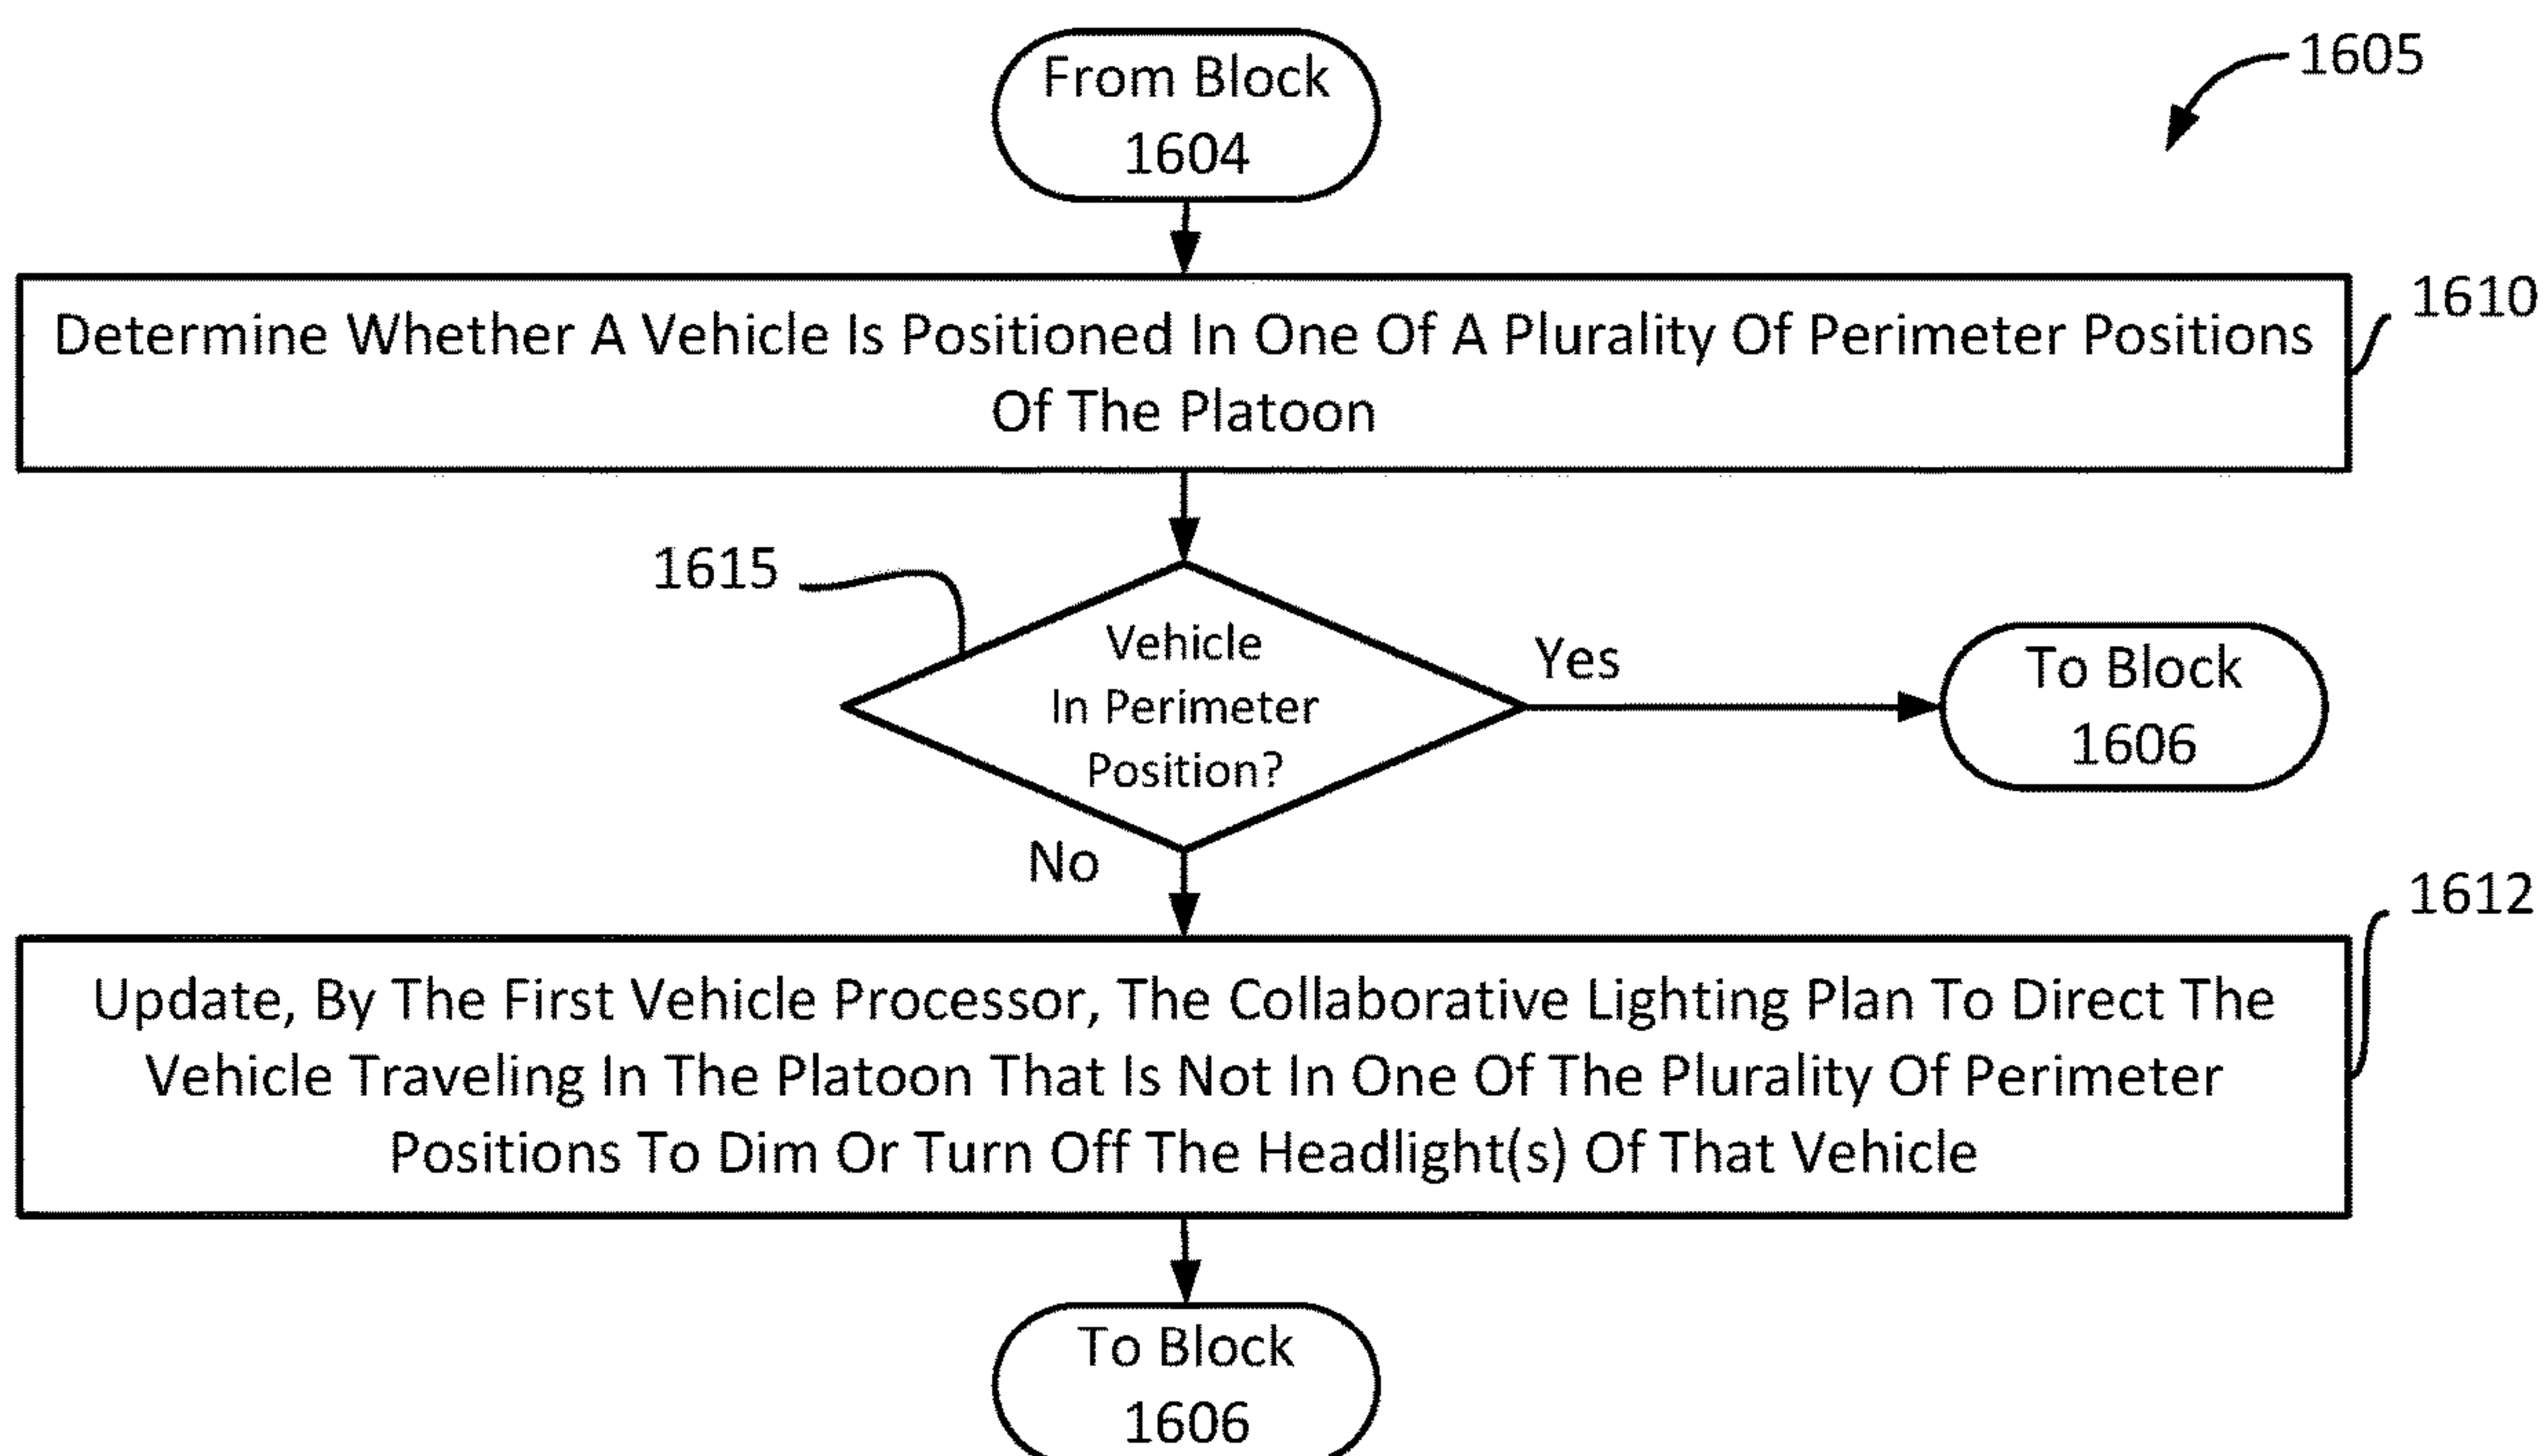 From Block
1604
1605
Determine Whether A Vehicle Is Positioned In One Of A Plurality Of Perimeter Positions
Of The Platoon
1610
1615
Vehicle
In Perimeter
Position?
Yes
To Block
1606
No
1612
Update, By The First Vehicle Processor, The Collaborative Lighting Plan To Direct The
Vehicle Traveling In The Platoon That Is Not In One Of The Plurality Of Perimeter
Positions To Dim Or Turn Off The Headlight(s) Of That Vehicle
To Block
1606